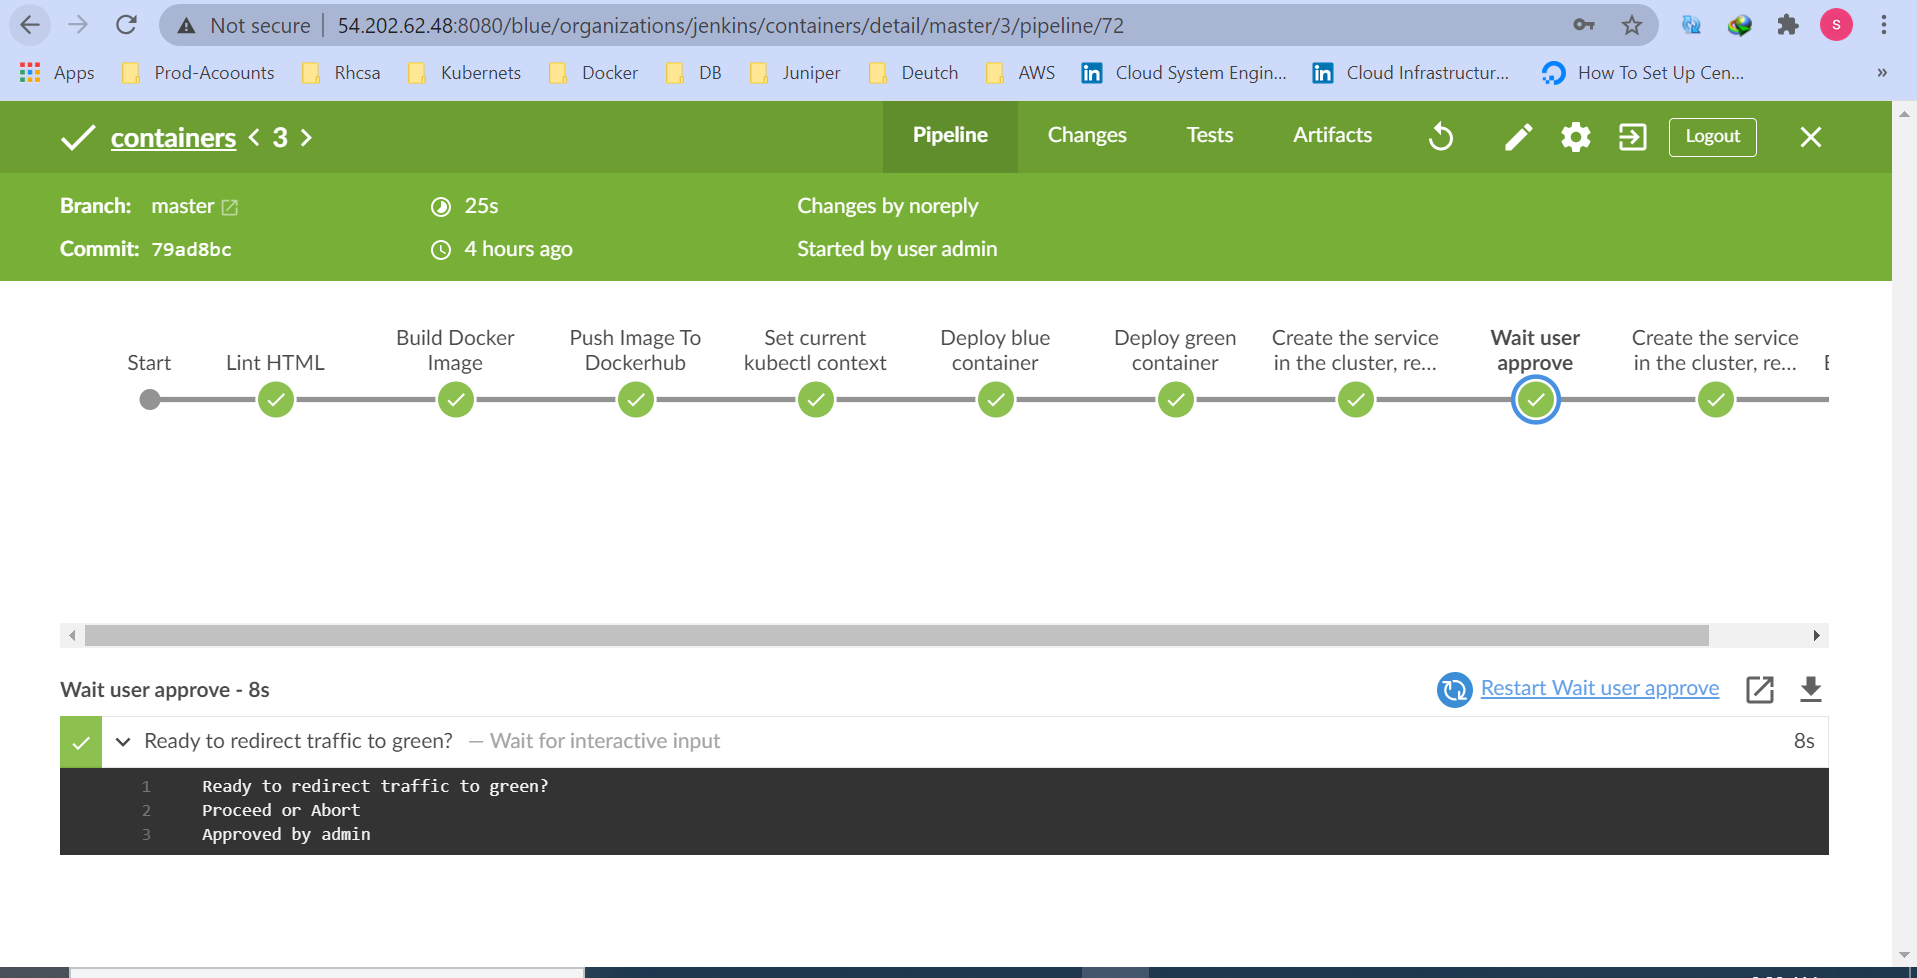 Not secure | 54.202.62.48:8080/blue/organizations/jenkins/containers/detail/master/3/pipeline/72
S
Apps Prod-Acoounts Rhcsa Kubernets Docker DB Juniper Deutch AWS Cloud System Engin... Cloud Infrastructur... How To Set Up Cen... »
containers < 3 >
Pipeline Changes Tests Artifacts Logout
Branch: master 25s Changes by noreply
Commit: 79ad8bc 4 hours ago Started by user admin
Start
Lint HTML
Build Docker
Image
Push Image To
Dockerhub
Set current
kubectl context
Deploy blue
container
Deploy green
container
Create the service
in the cluster, re...
Wait user
approve
Create the service
in the cluster, re...
Wait user approve - 8s
Restart Wait user approve
Ready to redirect traffic to green? — Wait for interactive input 8s
1 Ready to redirect traffic to green?
2 Proceed or Abort
3 Approved by admin